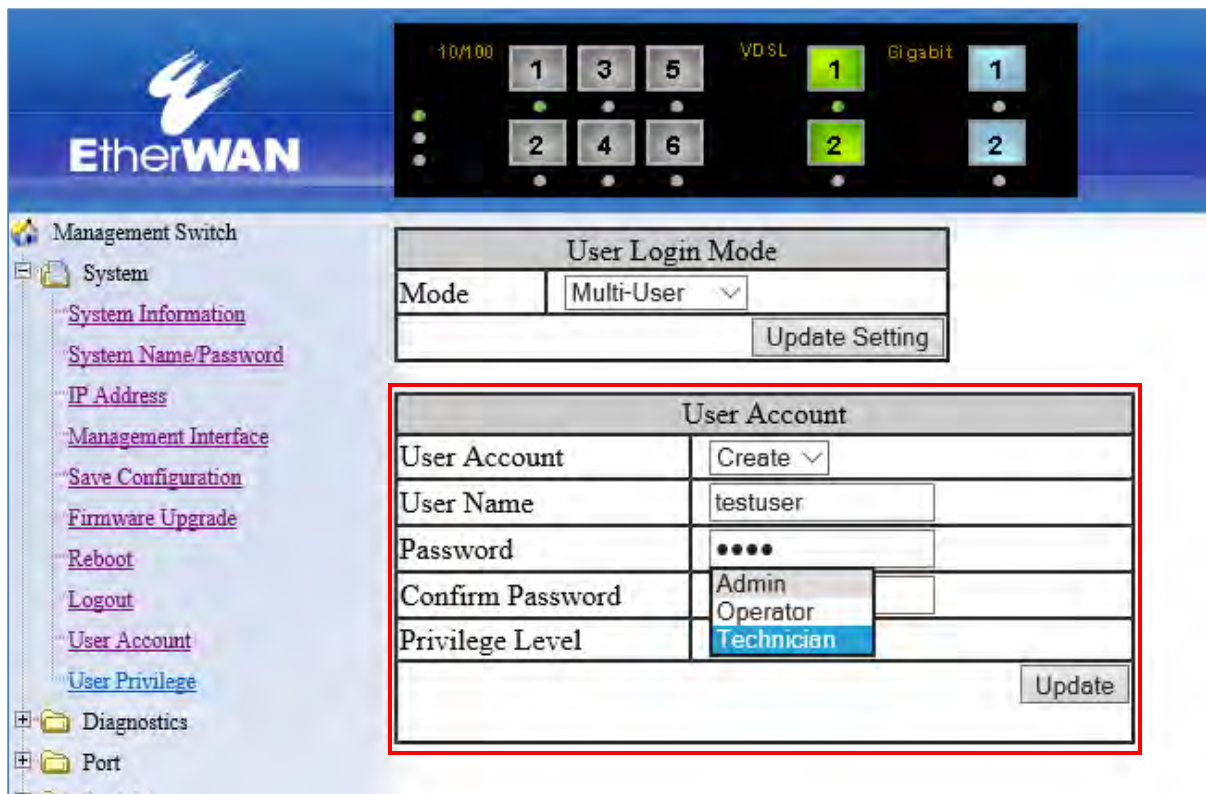 10/100 1 3 5 VDSL 1 Gigabit 1
2 4 6 2 2
EtherWAN
Management Switch
System
System Information
System Name/Password
IP Address
Management Interface
Save Configuration
Firmware Upgrade
Reboot
Logout
User Account
User Privilege
Diagnostics
Port
User Login Mode
Mode Multi-User
Update Setting
User Account
User Account Create
User Name testuser
Password ••••
Confirm Password
Privilege Level
Admin
Operator
Technician
Update